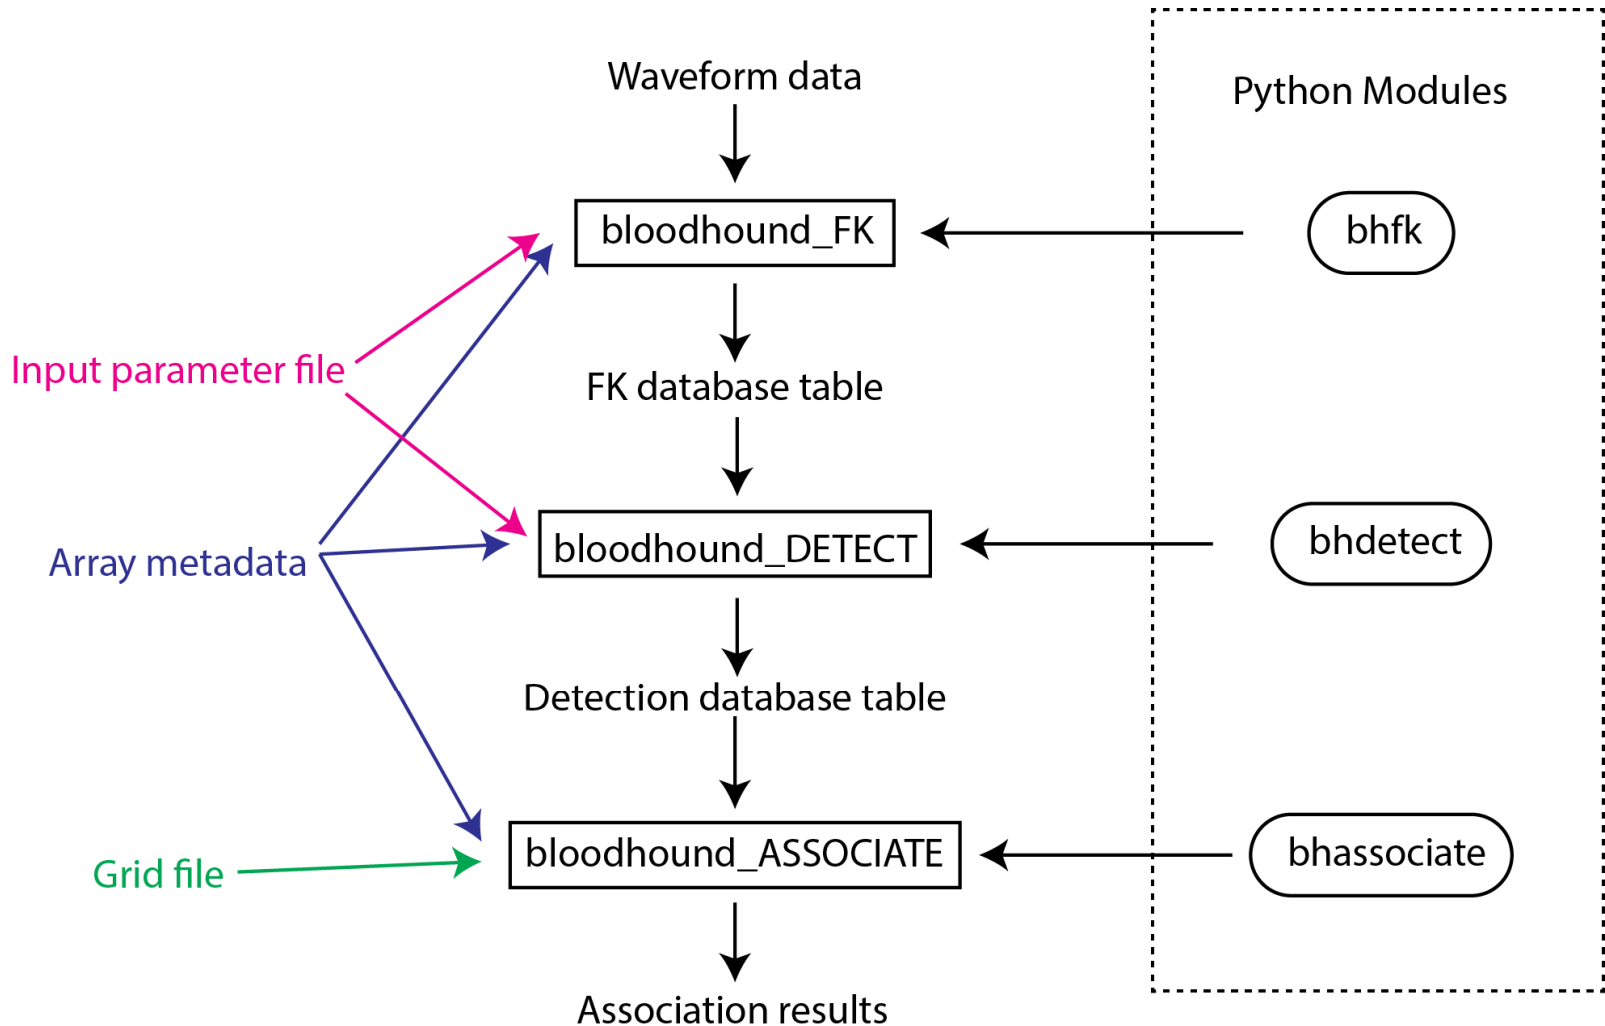 Waveform data
Python Modules
bloodhound_FK
bhfk
Input parameter file
FK database table
bloodhound_DETECT
bhdetect
Array metadata
Detection database table
bloodhound_ASSOCIATE
bhassociate
Grid file
Association results